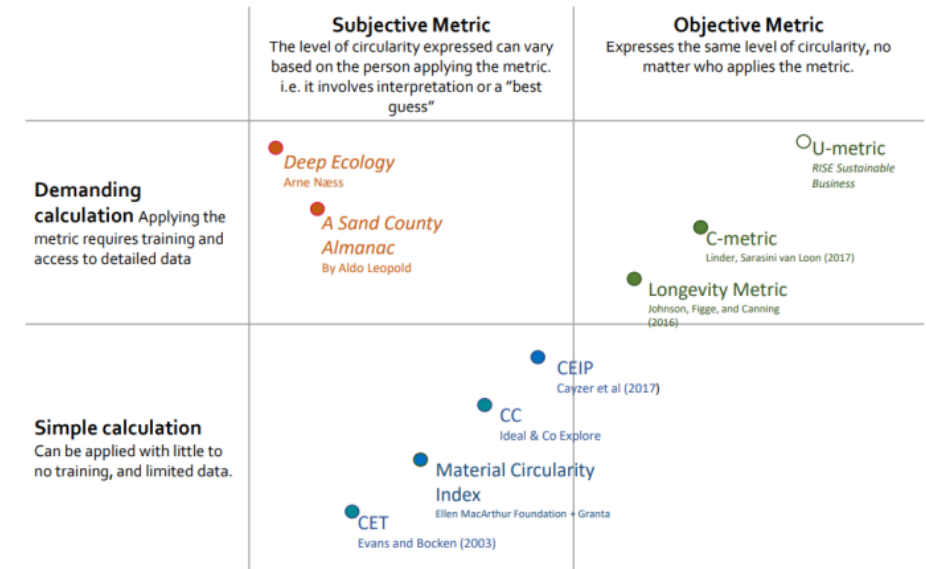 Subjective Metric
The level of circularity expressed can vary
based on the person applying the metric.
i.e. it involves interpretation or a “best
guess”
Objective Metric
Expresses the same level of circularity, no
matter who applies the metric.
Demanding
calculation Applying the
metric requires training and
access to detailed data
Deep Ecology
Arne Næss
A Sand County
Almanac
By Aldo Leopold
U-metric
RISE Sustainable
Business
C-metric
Linder, Sarasini van Loon (2017)
Longevity Metric
Johnson, Figge, and Canning
(2016)
Simple calculation
Can be applied with little to
no training, and limited data.
CEIP
Cayzer et al (2017)
CC
Ideal & Co Explore
Material Circularity
Index
Ellen MacArthur Foundation + Granta
CET
Evans and Bocken (2003)